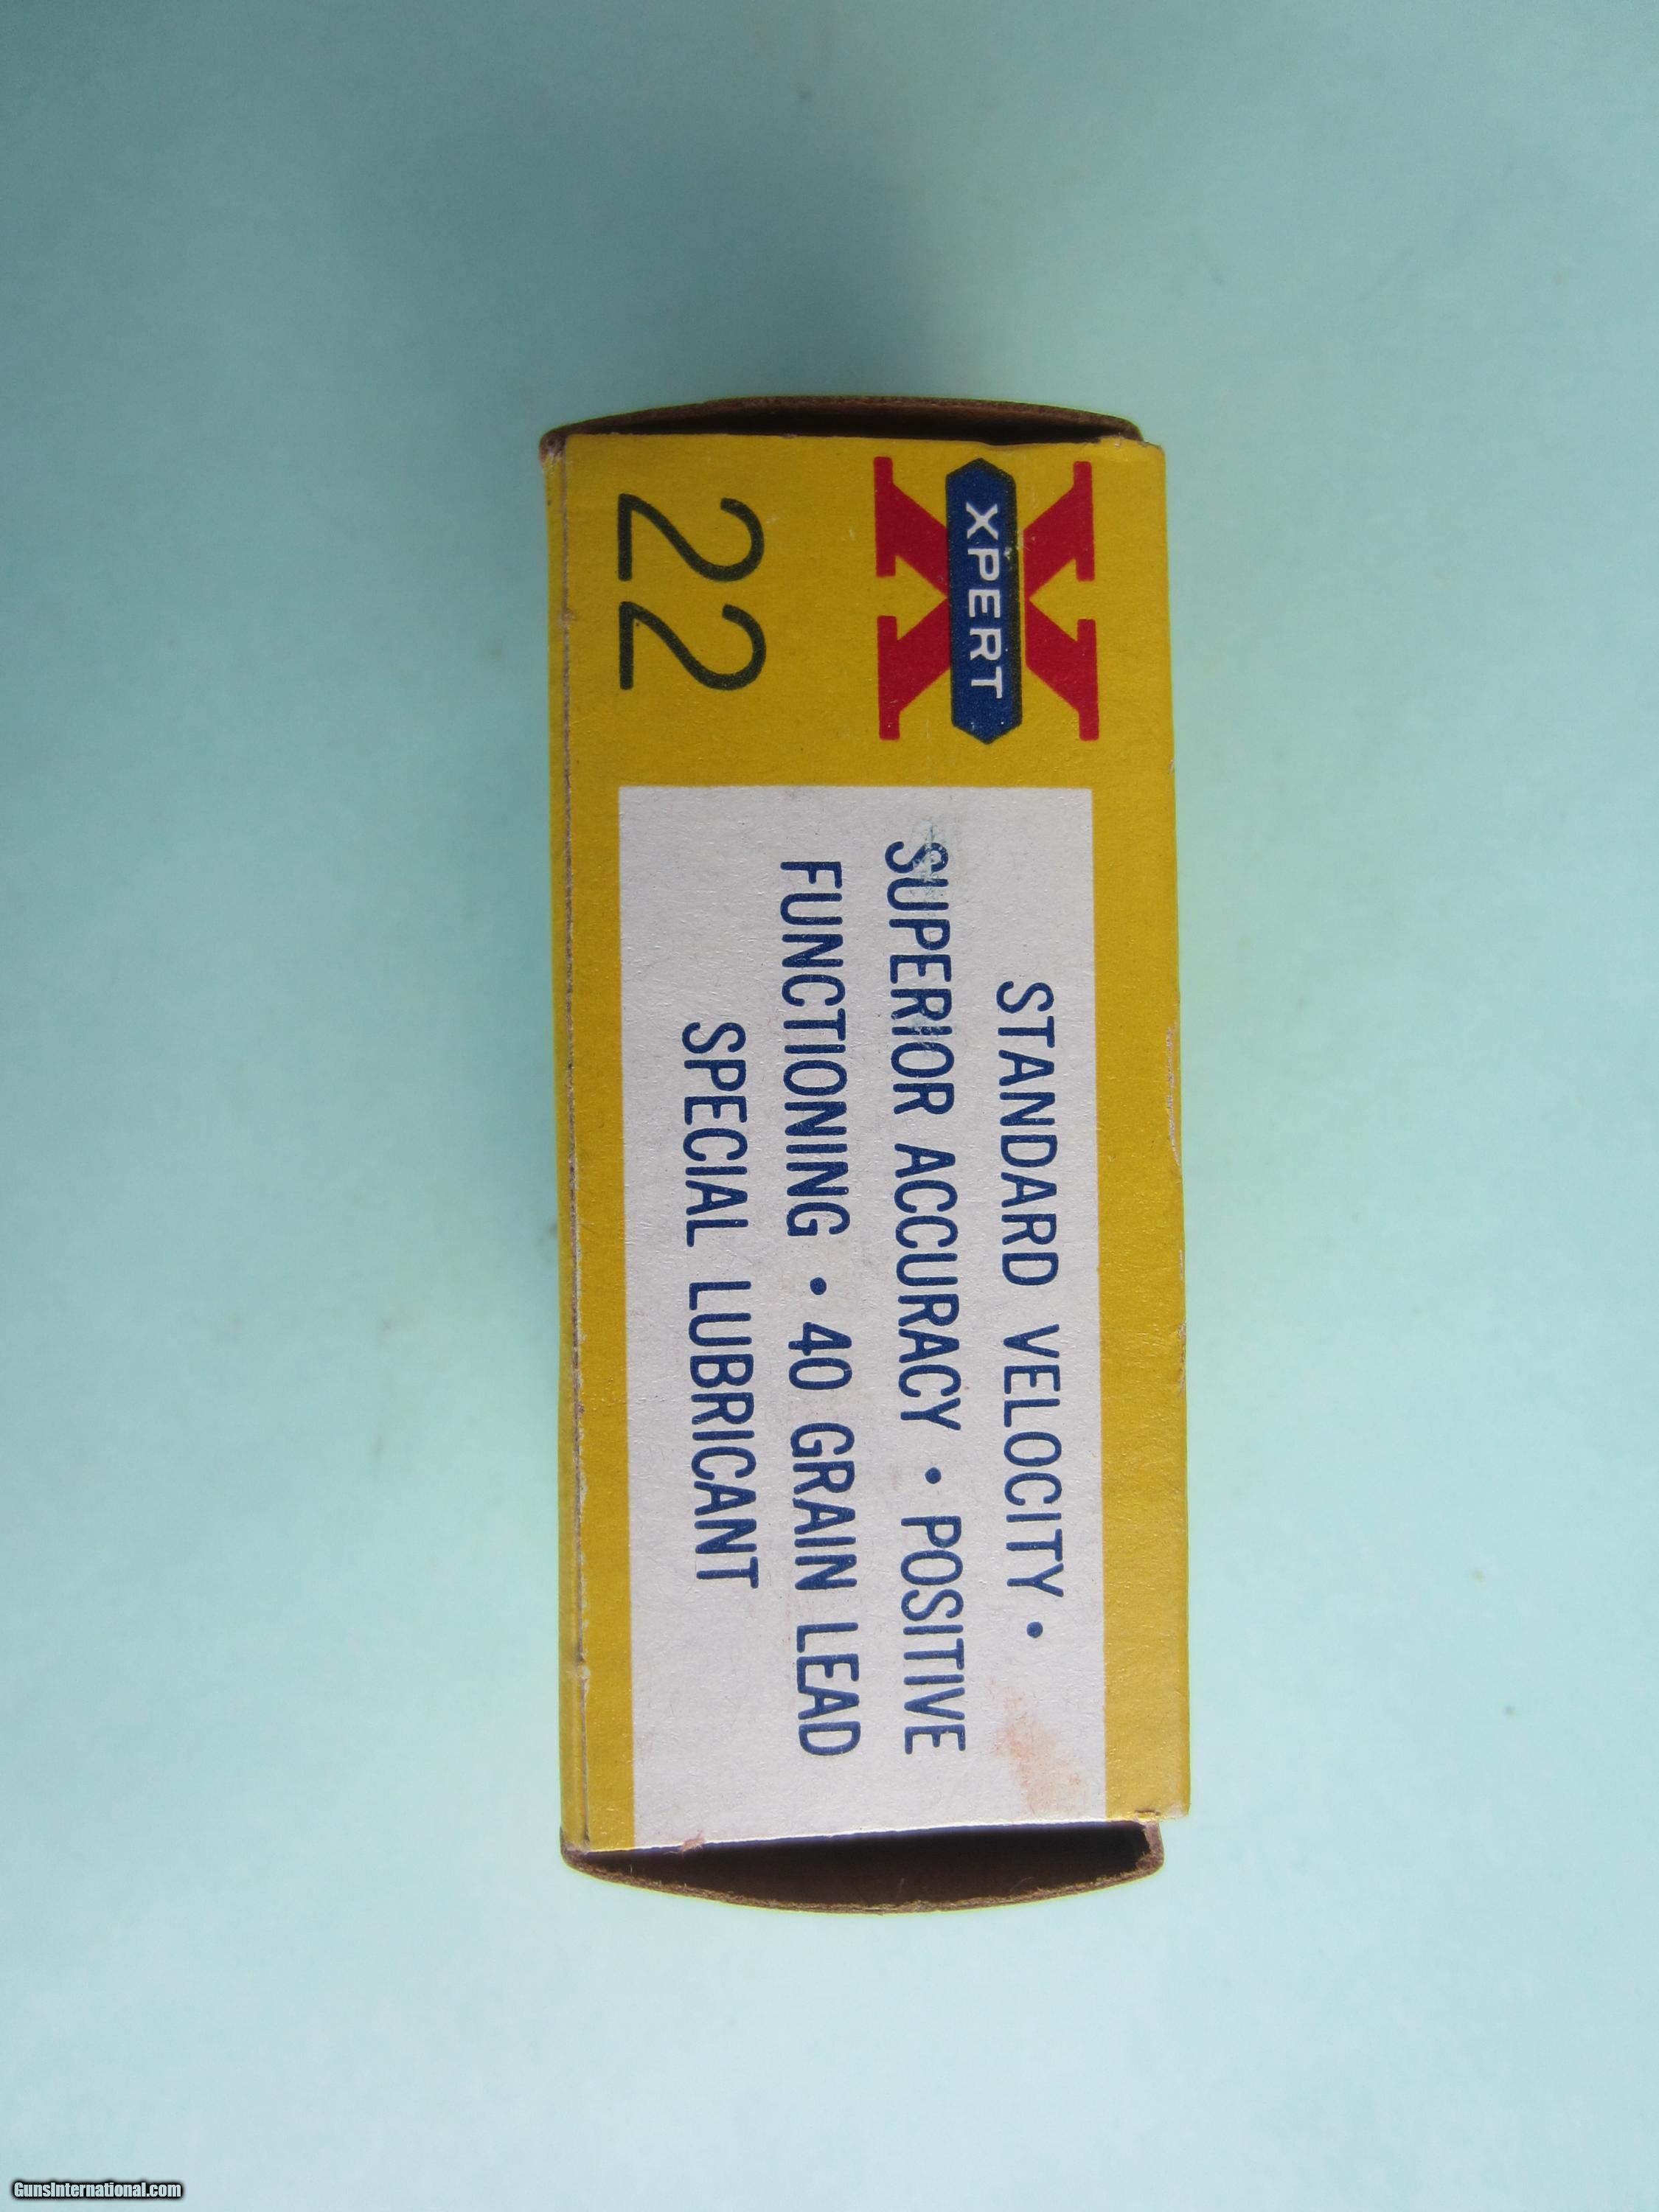 XPERT
22
STANDARD VELOCITY •
SUPERIOR ACCURACY • POSITIVE
FUNCTIONING • 40 GRAIN LEAD
SPECIAL LUBRICANT
GunsInternational.com